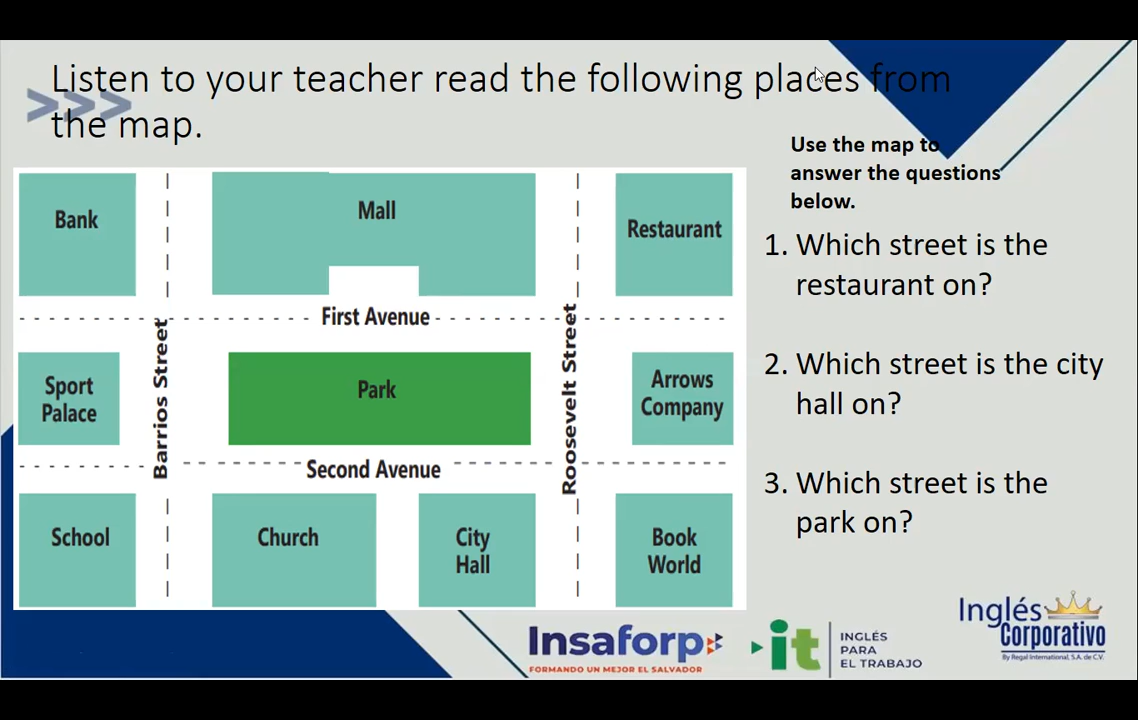 Listen to your teacher read the following places from
the map.
>>>
Use the map to
answer the questions
below.
Bank
Mall
Restaurant
First Avenue
Barrios Street
Roosevelt Street
Sport
Palace
Park
Arrows
Company
Second Avenue
School
Church
City
Hall
Book
World
1. Which street is the
restaurant on?
2. Which street is the city
hall on?
3. Which street is the
park on?
Insaforp
FORMANDO UN MEJOR EL SALVADOR
it
INGLÉS
PARA
EL TRABAJO
Inglés
Corporativo
By Regal International, S.A. de C.V.